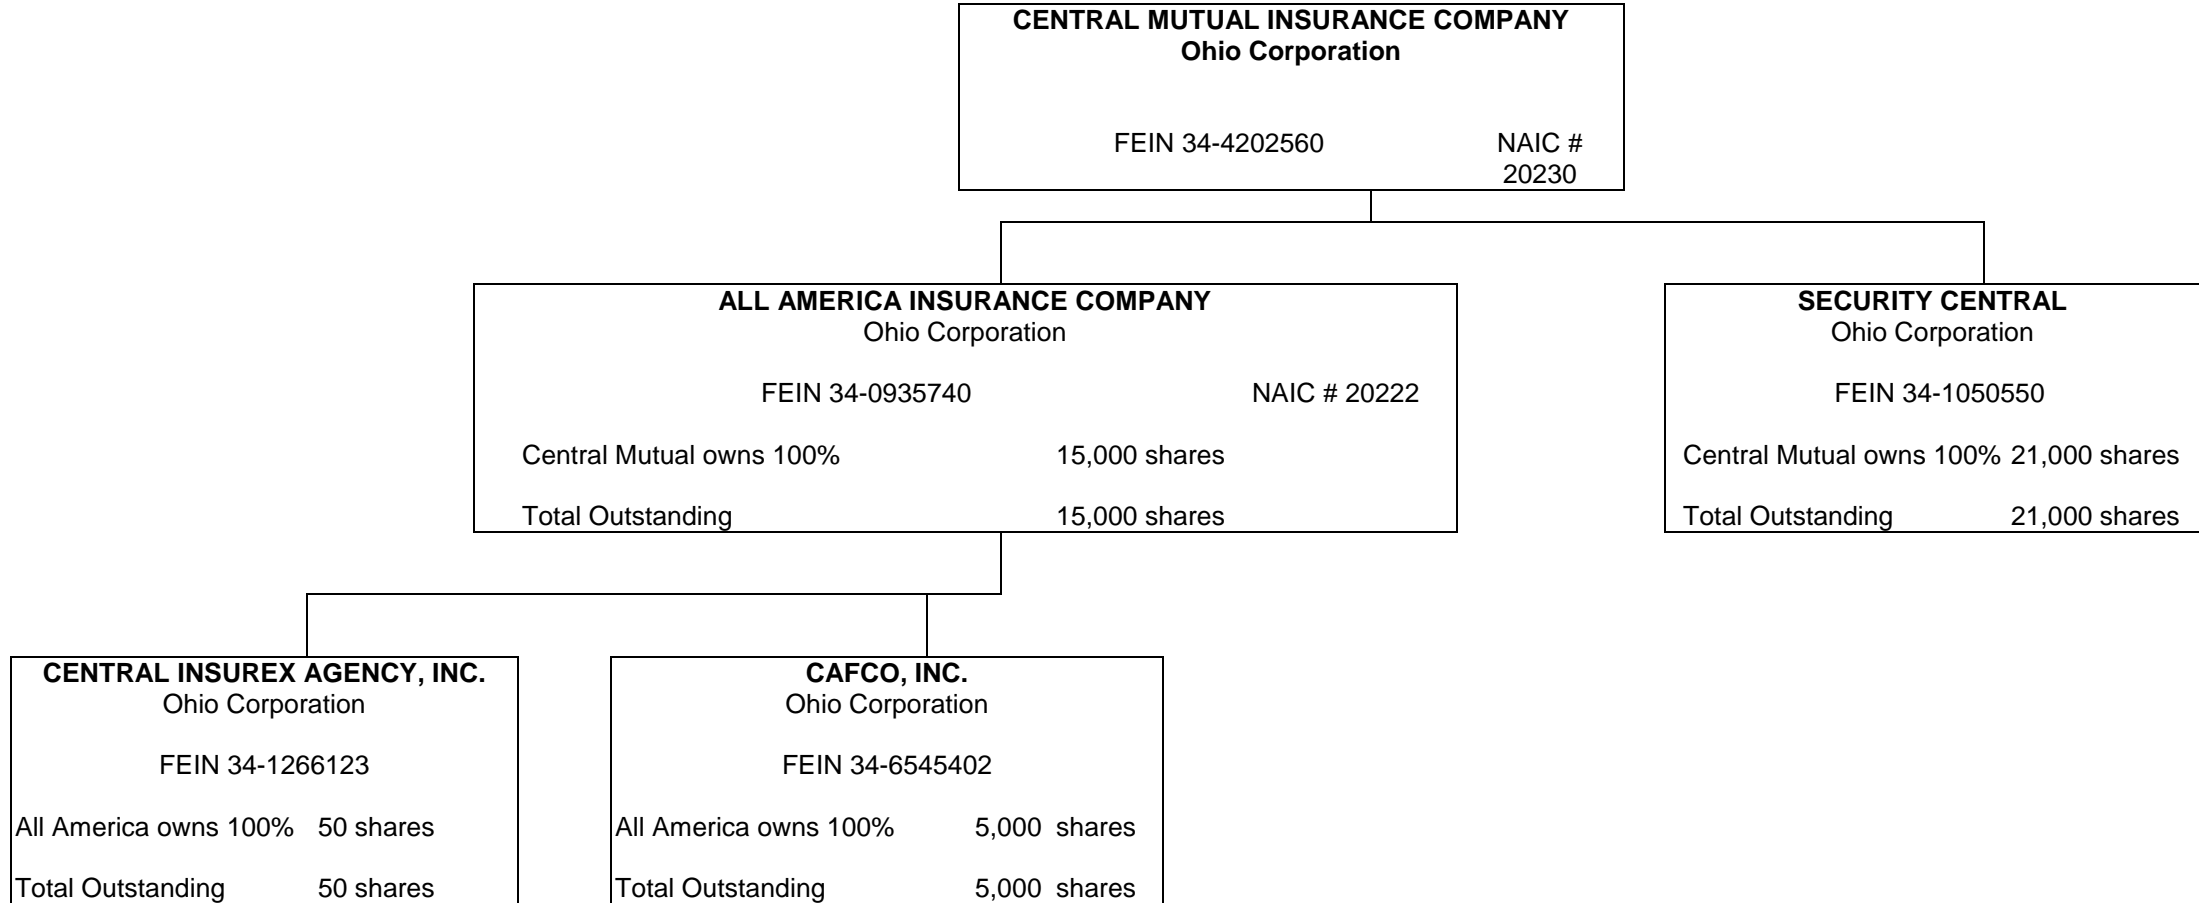 CENTRAL MUTUAL INSURANCE COMPANY
Ohio Corporation
FEIN 34-4202560 NAIC #
20230
ALL AMERICA INSURANCE COMPANY
Ohio Corporation
FEIN 34-0935740 NAIC # 20222
Central Mutual owns 100% 15,000 shares
Total Outstanding 15,000 shares
SECURITY CENTRAL
Ohio Corporation
FEIN 34-1050550
Central Mutual owns 100% 21,000 shares
Total Outstanding 21,000 shares
CENTRAL INSUREX AGENCY, INC.
Ohio Corporation
FEIN 34-1266123
All America owns 100% 50 shares
Total Outstanding 50 shares
CAFCO, INC.
Ohio Corporation
FEIN 34-6545402
All America owns 100% 5,000 shares
Total Outstanding 5,000 shares